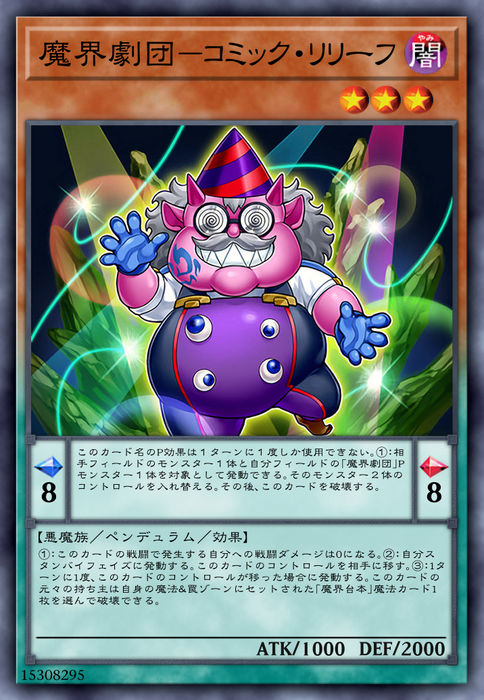 魔界劇団－コミック・リリーフ
やみ
闇
このカード名のP効果は1ターンに1度しか使用できない。①:相
手フィールドのモンスター1体と自分フィールドの「魔界劇団」P
モンスター1体を対象として発動できる。そのモンスター2体の
コントロールを入れ替える。その後、このカードを破壊する。
8
8
【悪魔族／ペンデュラム／効果】
①:このカードの戦闘で発生する自分への戦闘ダメージは0になる。②:自分ス
タンバイフェイズに発動する。このカードのコントロールを相手に移す。③:1タ
ーンに1度、このカードのコントロールが移った場合に発動する。このカードの
元々の持ち主は自身の魔法&罠ゾーンにセットされた「魔界台本」魔法カード1
枚を選んで破壊できる。
ATK/1000 DEF/2000
15308295